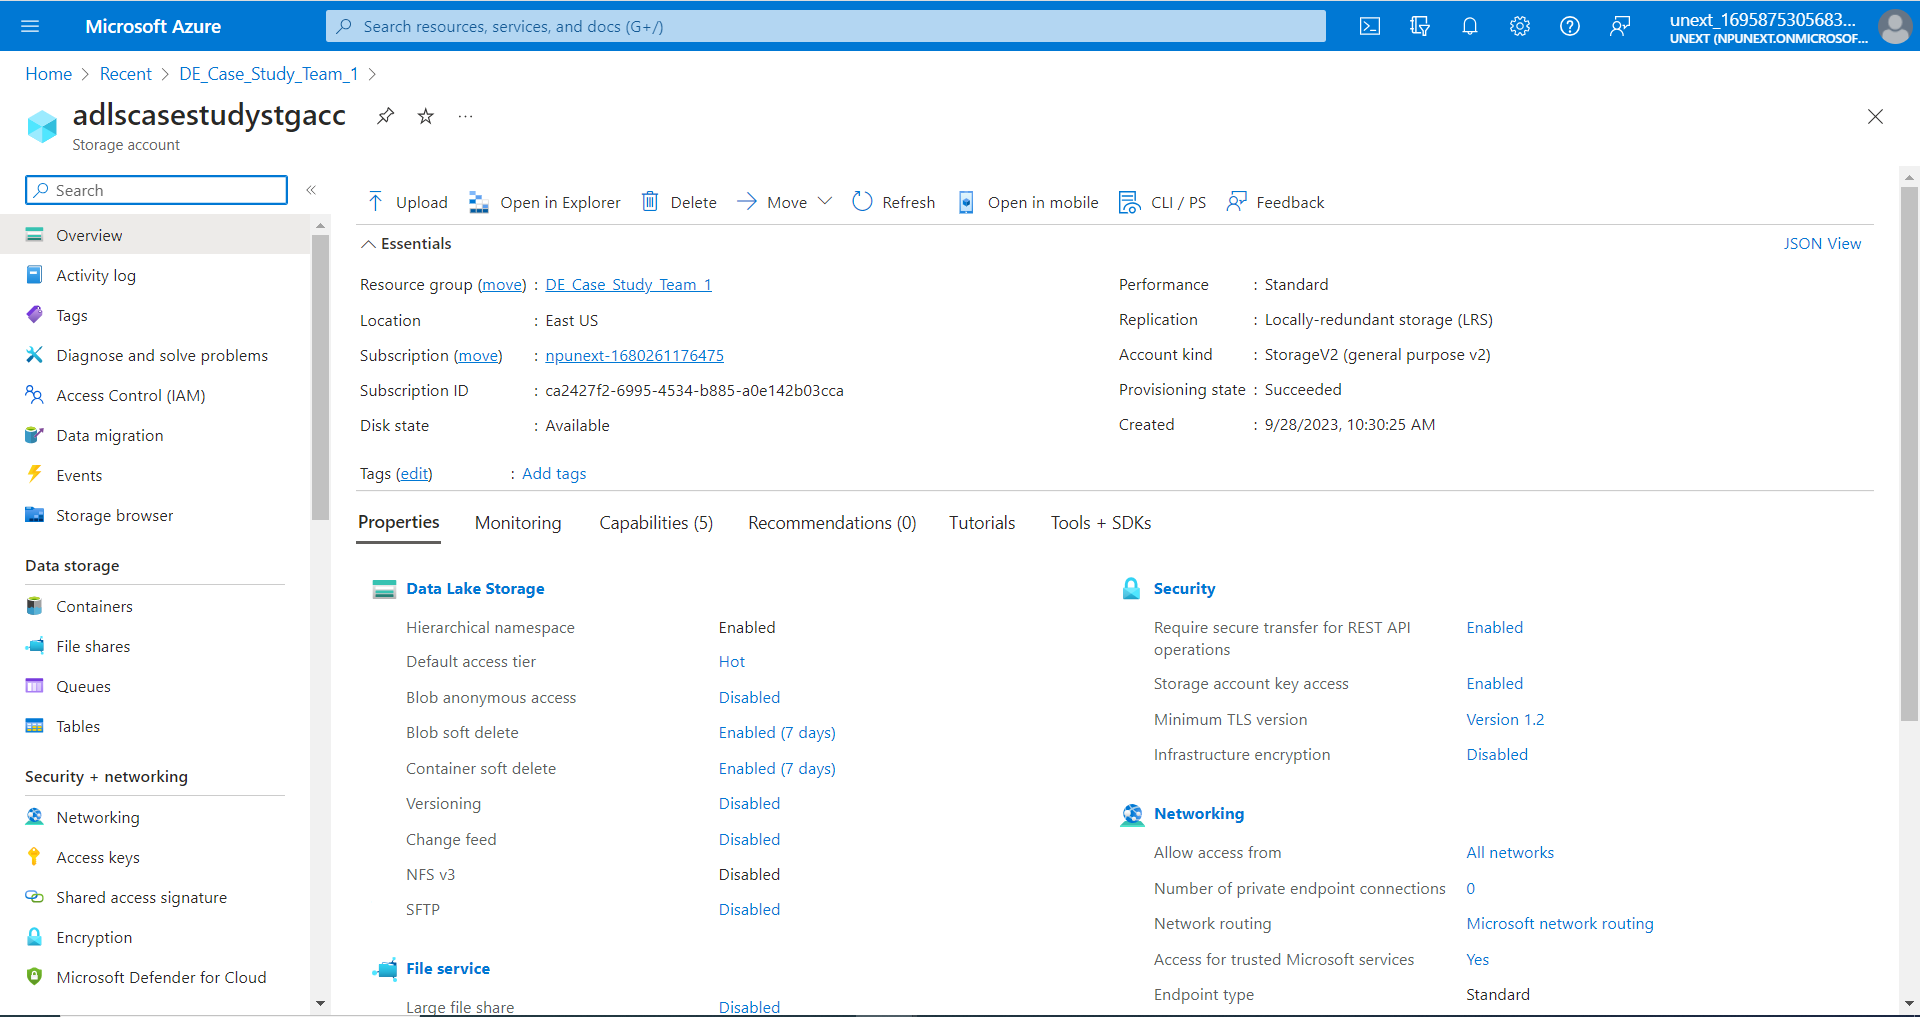 Microsoft Azure
Search resources, services, and docs (G+/)
unext_1695875305683...
UNEXT (NPUNEXT.ONMICROSOF...
Home > Recent > DE_Case_Study_Team_1 >
adlscasestudystgacc
...
Storage account
Search
«
Overview
Activity log
Tags
Diagnose and solve problems
Access Control (IAM)
Data migration
Events
Storage browser
Data storage
Containers
File shares
Queues
Tables
Security + networking
Networking
Access keys
Shared access signature
Encryption
Microsoft Defender for Cloud
Upload Open in Explorer Delete Move Refresh Open in mobile CLI / PS Feedback
Essentials
JSON View
Resource group (move) : DE_Case_Study_Team_1
Location : East US
Subscription (move) : npunext-1680261176475
Subscription ID : ca2427f2-6995-4534-b885-a0e142b03cca
Disk state : Available
Performance : Standard
Replication : Locally-redundant storage (LRS)
Account kind : StorageV2 (general purpose v2)
Provisioning state : Succeeded
Created : 9/28/2023, 10:30:25 AM
Tags (edit) : Add tags
Properties Monitoring Capabilities (5) Recommendations (0) Tutorials Tools + SDKs
Data Lake Storage
Hierarchical namespace Enabled
Default access tier Hot
Blob anonymous access Disabled
Blob soft delete Enabled (7 days)
Container soft delete Enabled (7 days)
Versioning Disabled
Change feed Disabled
NFS v3 Disabled
SFTP Disabled
File service
Large file share Disabled
Security
Require secure transfer for REST API Enabled
operations
Storage account key access Enabled
Minimum TLS version Version 1.2
Infrastructure encryption Disabled
Networking
Allow access from All networks
Number of private endpoint connections 0
Network routing Microsoft network routing
Access for trusted Microsoft services Yes
Endpoint type Standard